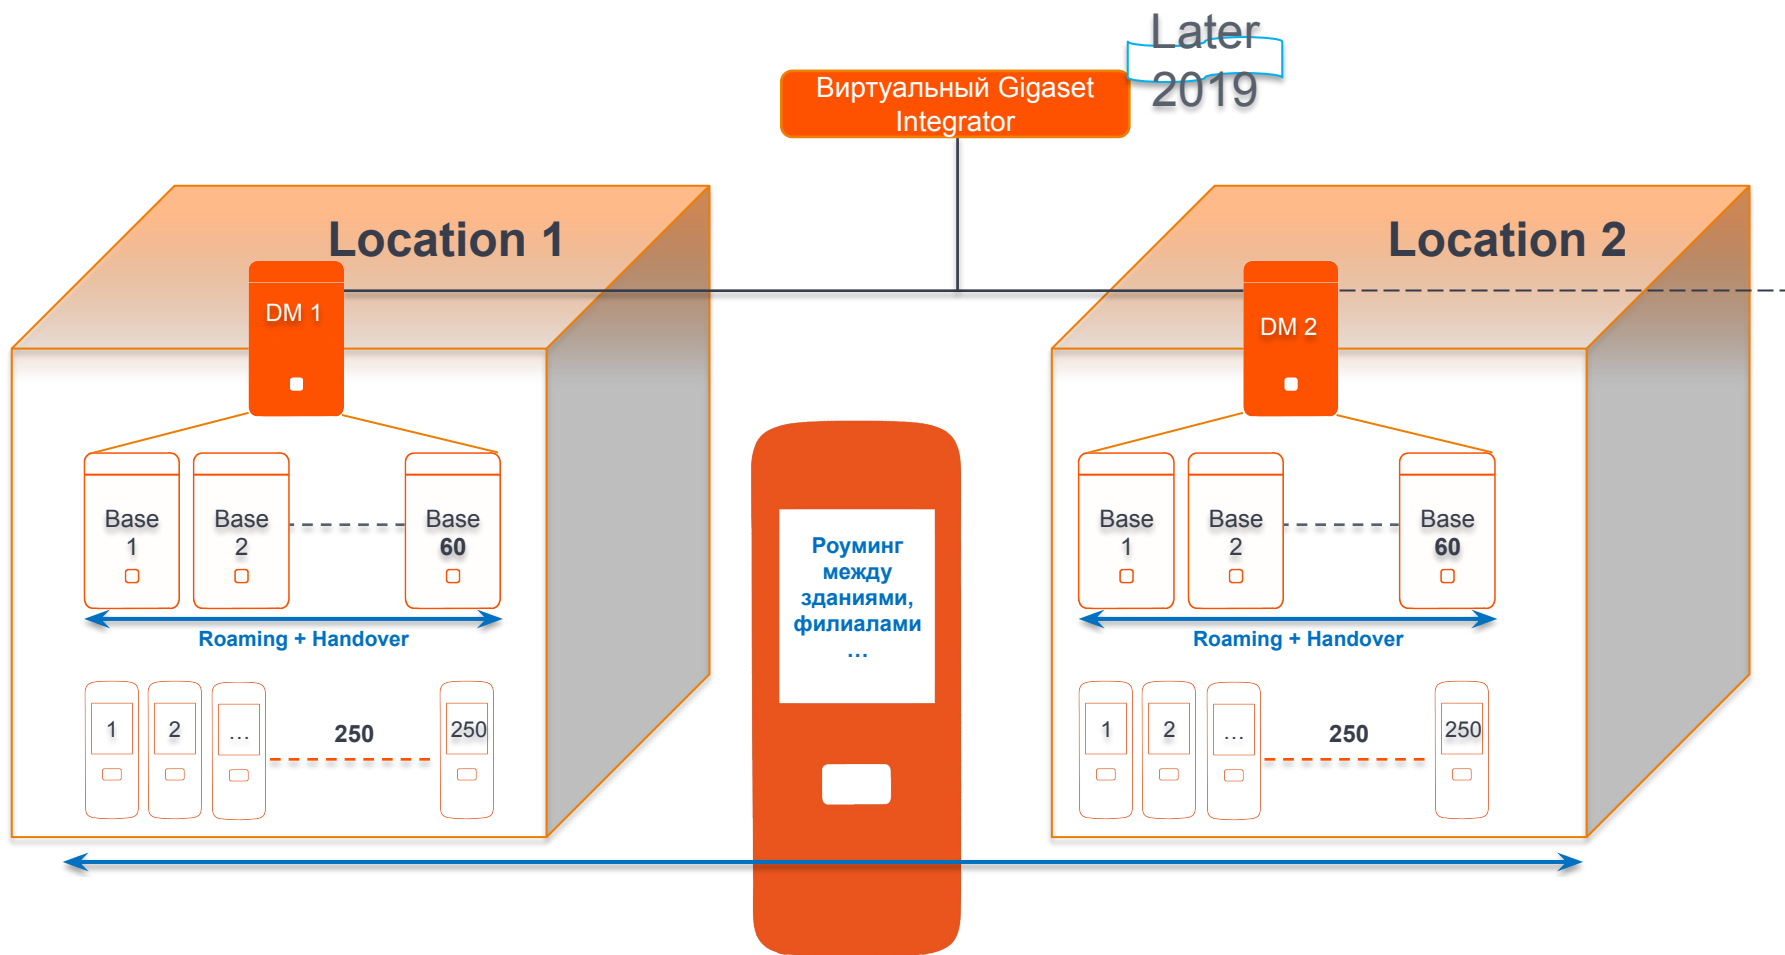 Later
2019
Виртуальный Gigaset
Integrator
Location 1
DM 1
Base
1
Base
2
Base
60
Roaming + Handover
1
2
...
250
250
Роуминг
между
зданиями,
филиалами
...
Location 2
DM 2
Base
1
Base
2
Base
60
Roaming + Handover
1
2
...
250
250